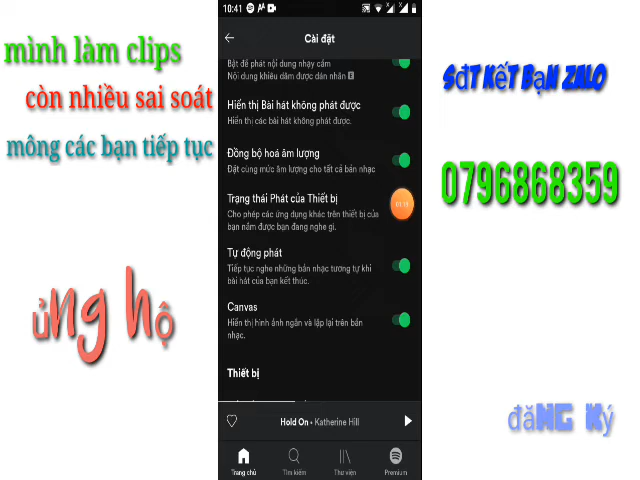 mình làm clips
còn nhiều sai soát
mông các bạn tiếp tục
ủng hộ
10:41
Cài đặt
Bật để phát nội dung nhạy cảm
Nội dung khiêu dâm được dán nhãn E
Hiển thị Bài hát không phát được
Hiển thị các bài hát không phát được.
Đồng bộ hoá âm lượng
Đặt cùng mức âm lượng cho tất cả bản nhạc
Trạng thái Phát của Thiết bị
Cho phép các ứng dụng khác trên thiết bị của
bạn nắm được bạn đang nghe gì.
Tự động phát
Tiếp tục nghe những bản nhạc tương tự khi
bài hát của bạn kết thúc.
Canvas
Hiển thị hình ảnh ngắn và lặp lại trên bản
nhạc.
Thiết bị
Hold On • Katherine Hill
Trang chủ
Tìm kiếm
Thư viện
Premium
SĐT KẾT BẠN ZALO
0796868359
đăNG Ký